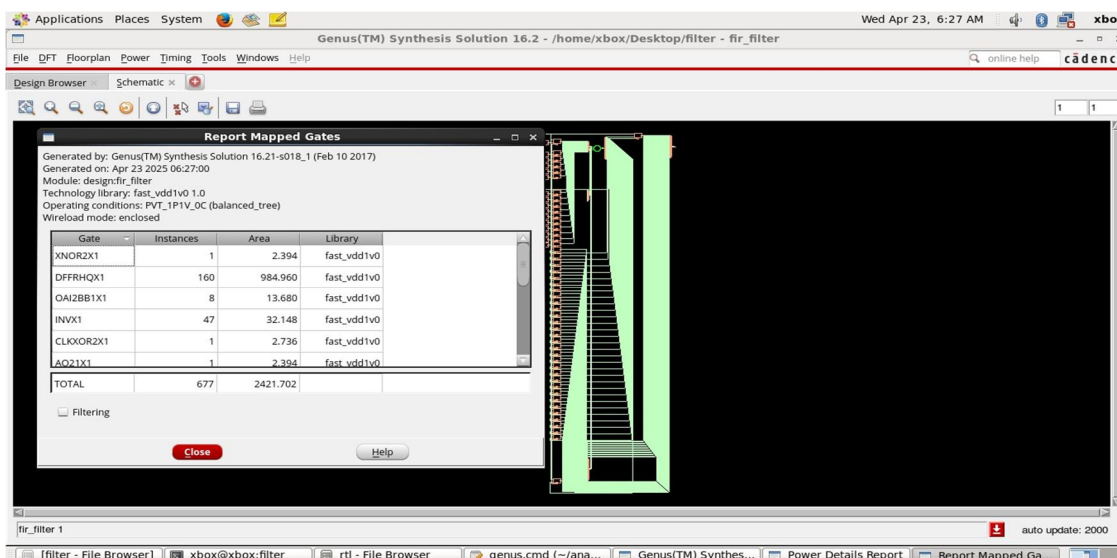 Applications Places System Wed Apr 23, 6:27 AM xbo
Genus(TM) Synthesis Solution 16.2 - /home/xbox/Desktop/filter - fir_filter
File DFT Floorplan Power Timing Tools Windows Help online help cādenc
Design Browser Schematic
1 1
Report Mapped Gates
Generated by: Genus(TM) Synthesis Solution 16.21-s018_1 (Feb 10 2017)
Generated on: Apr 23 2025 06:27:00
Module: design:fir_filter
Technology library: fast_vdd1v0 1.0
Operating conditions: PVT_1P1V_0C (balanced_tree)
Wireload mode: enclosed
Gate Instances Area Library
XNOR2X1 1 2.394 fast_vdd1v0
DFFRHQX1 160 984.960 fast_vdd1v0
OAI2BB1X1 8 13.680 fast_vdd1v0
INVX1 47 32.148 fast_vdd1v0
CLKXOR2X1 1 2.736 fast_vdd1v0
AO21X1 1 2.394 fast_vdd1v0
TOTAL 677 2421.702
Filtering
Close Help
fir_filter 1 auto update: 2000
[filter - File Browser] xbox@xbox:filter rtl - File Browser genus.cmd (~/ana... Genus(TM) Synthes... Power Details Report Report Mapped Ga...